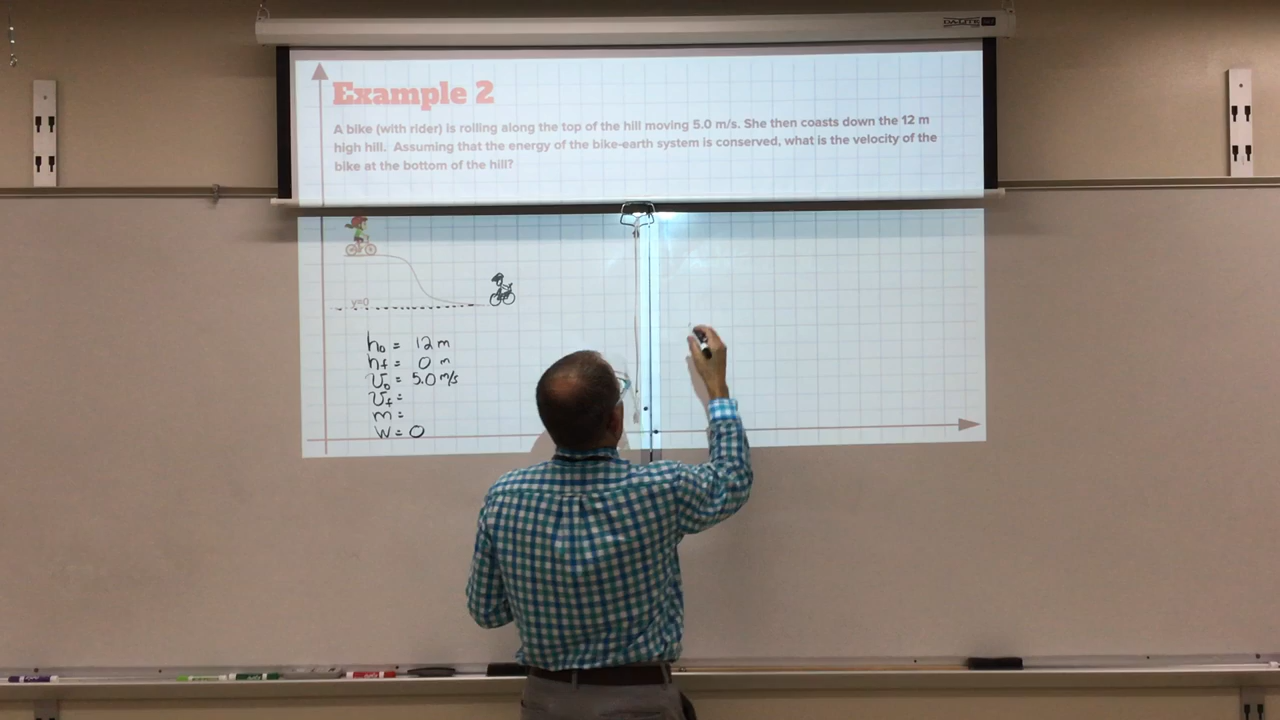 DA-LITE
Example 2
A bike (with rider) is rolling along the top of the hill moving 5.0 m/s. She then coasts down the 12 m
high hill. Assuming that the energy of the bike-earth system is conserved, what is the velocity of the
bike at the bottom of the hill?
y=0
h₀ = 12 m
hf = 0 m
v₀ = 5.0 m/s
vf =
m =
W = 0